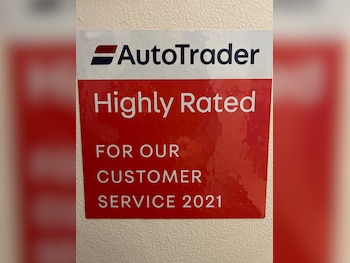 AutoTrader
Highly Rated
FOR OUR
CUSTOMER
SERVICE 2021